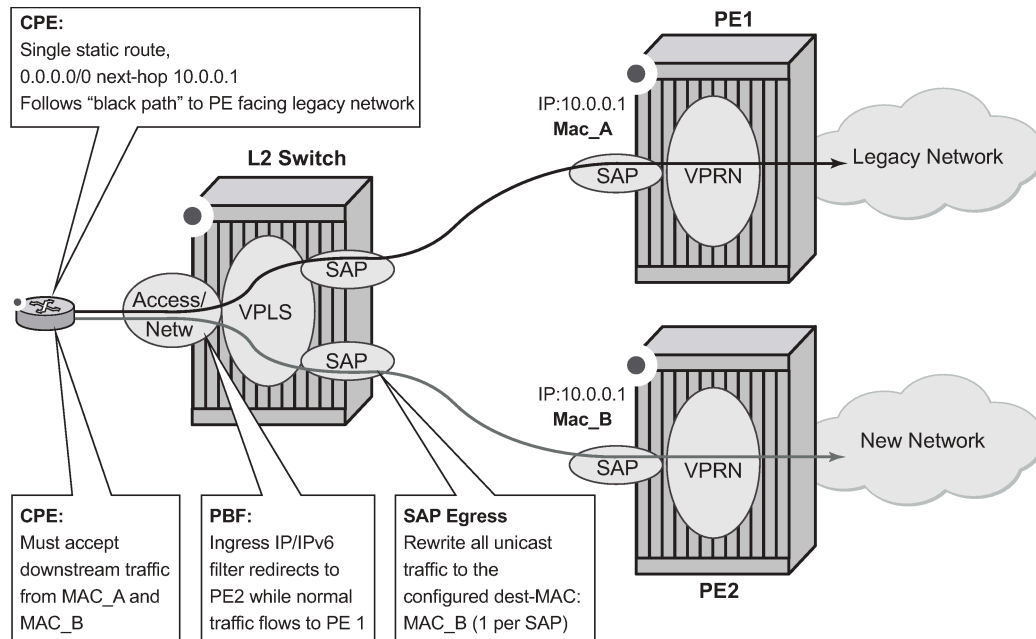 CPE:
Single static route,
0.0.0.0/0 next-hop 10.0.0.1
Follows “black path” to PE facing legacy network
PE1
IP:10.0.0.1
Mac_A
SAP
VPRN
Legacy Network
L2 Switch
SAP
Access/
Netw
VPLS
SAP
IP:10.0.0.1
Mac_B
SAP
VPRN
New Network
PE2
CPE:
Must accept
downstream traffic
from MAC_A and
MAC_B
PBF:
Ingress IP/IPv6
filter redirects to
PE2 while normal
traffic flows to PE 1
SAP Egress
Rewrite all unicast
traffic to the
configured dest-MAC:
MAC_B (1 per SAP)